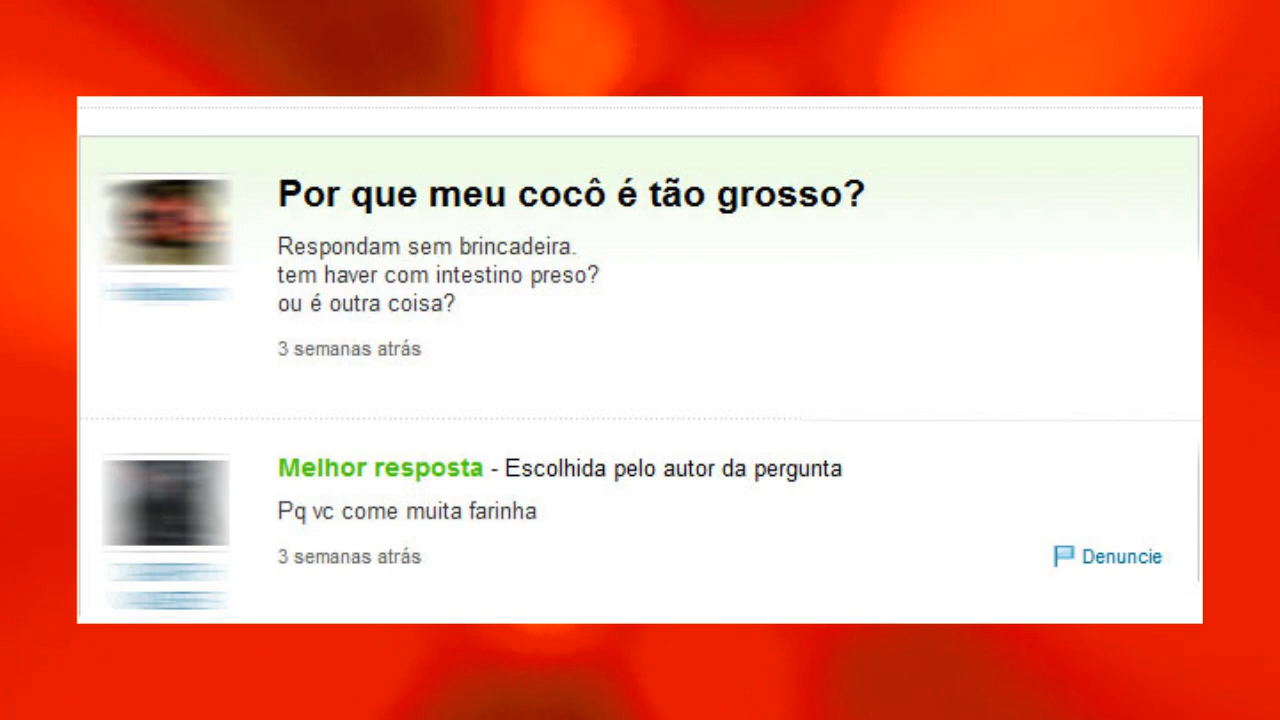 Por que meu cocô é tão grosso?
Respondam sem brincadeira.
tem haver com intestino preso?
ou é outra coisa?
3 semanas atrás
Melhor resposta - Escolhida pelo autor da pergunta
Pq vc come muita farinha
3 semanas atrás
Denuncie